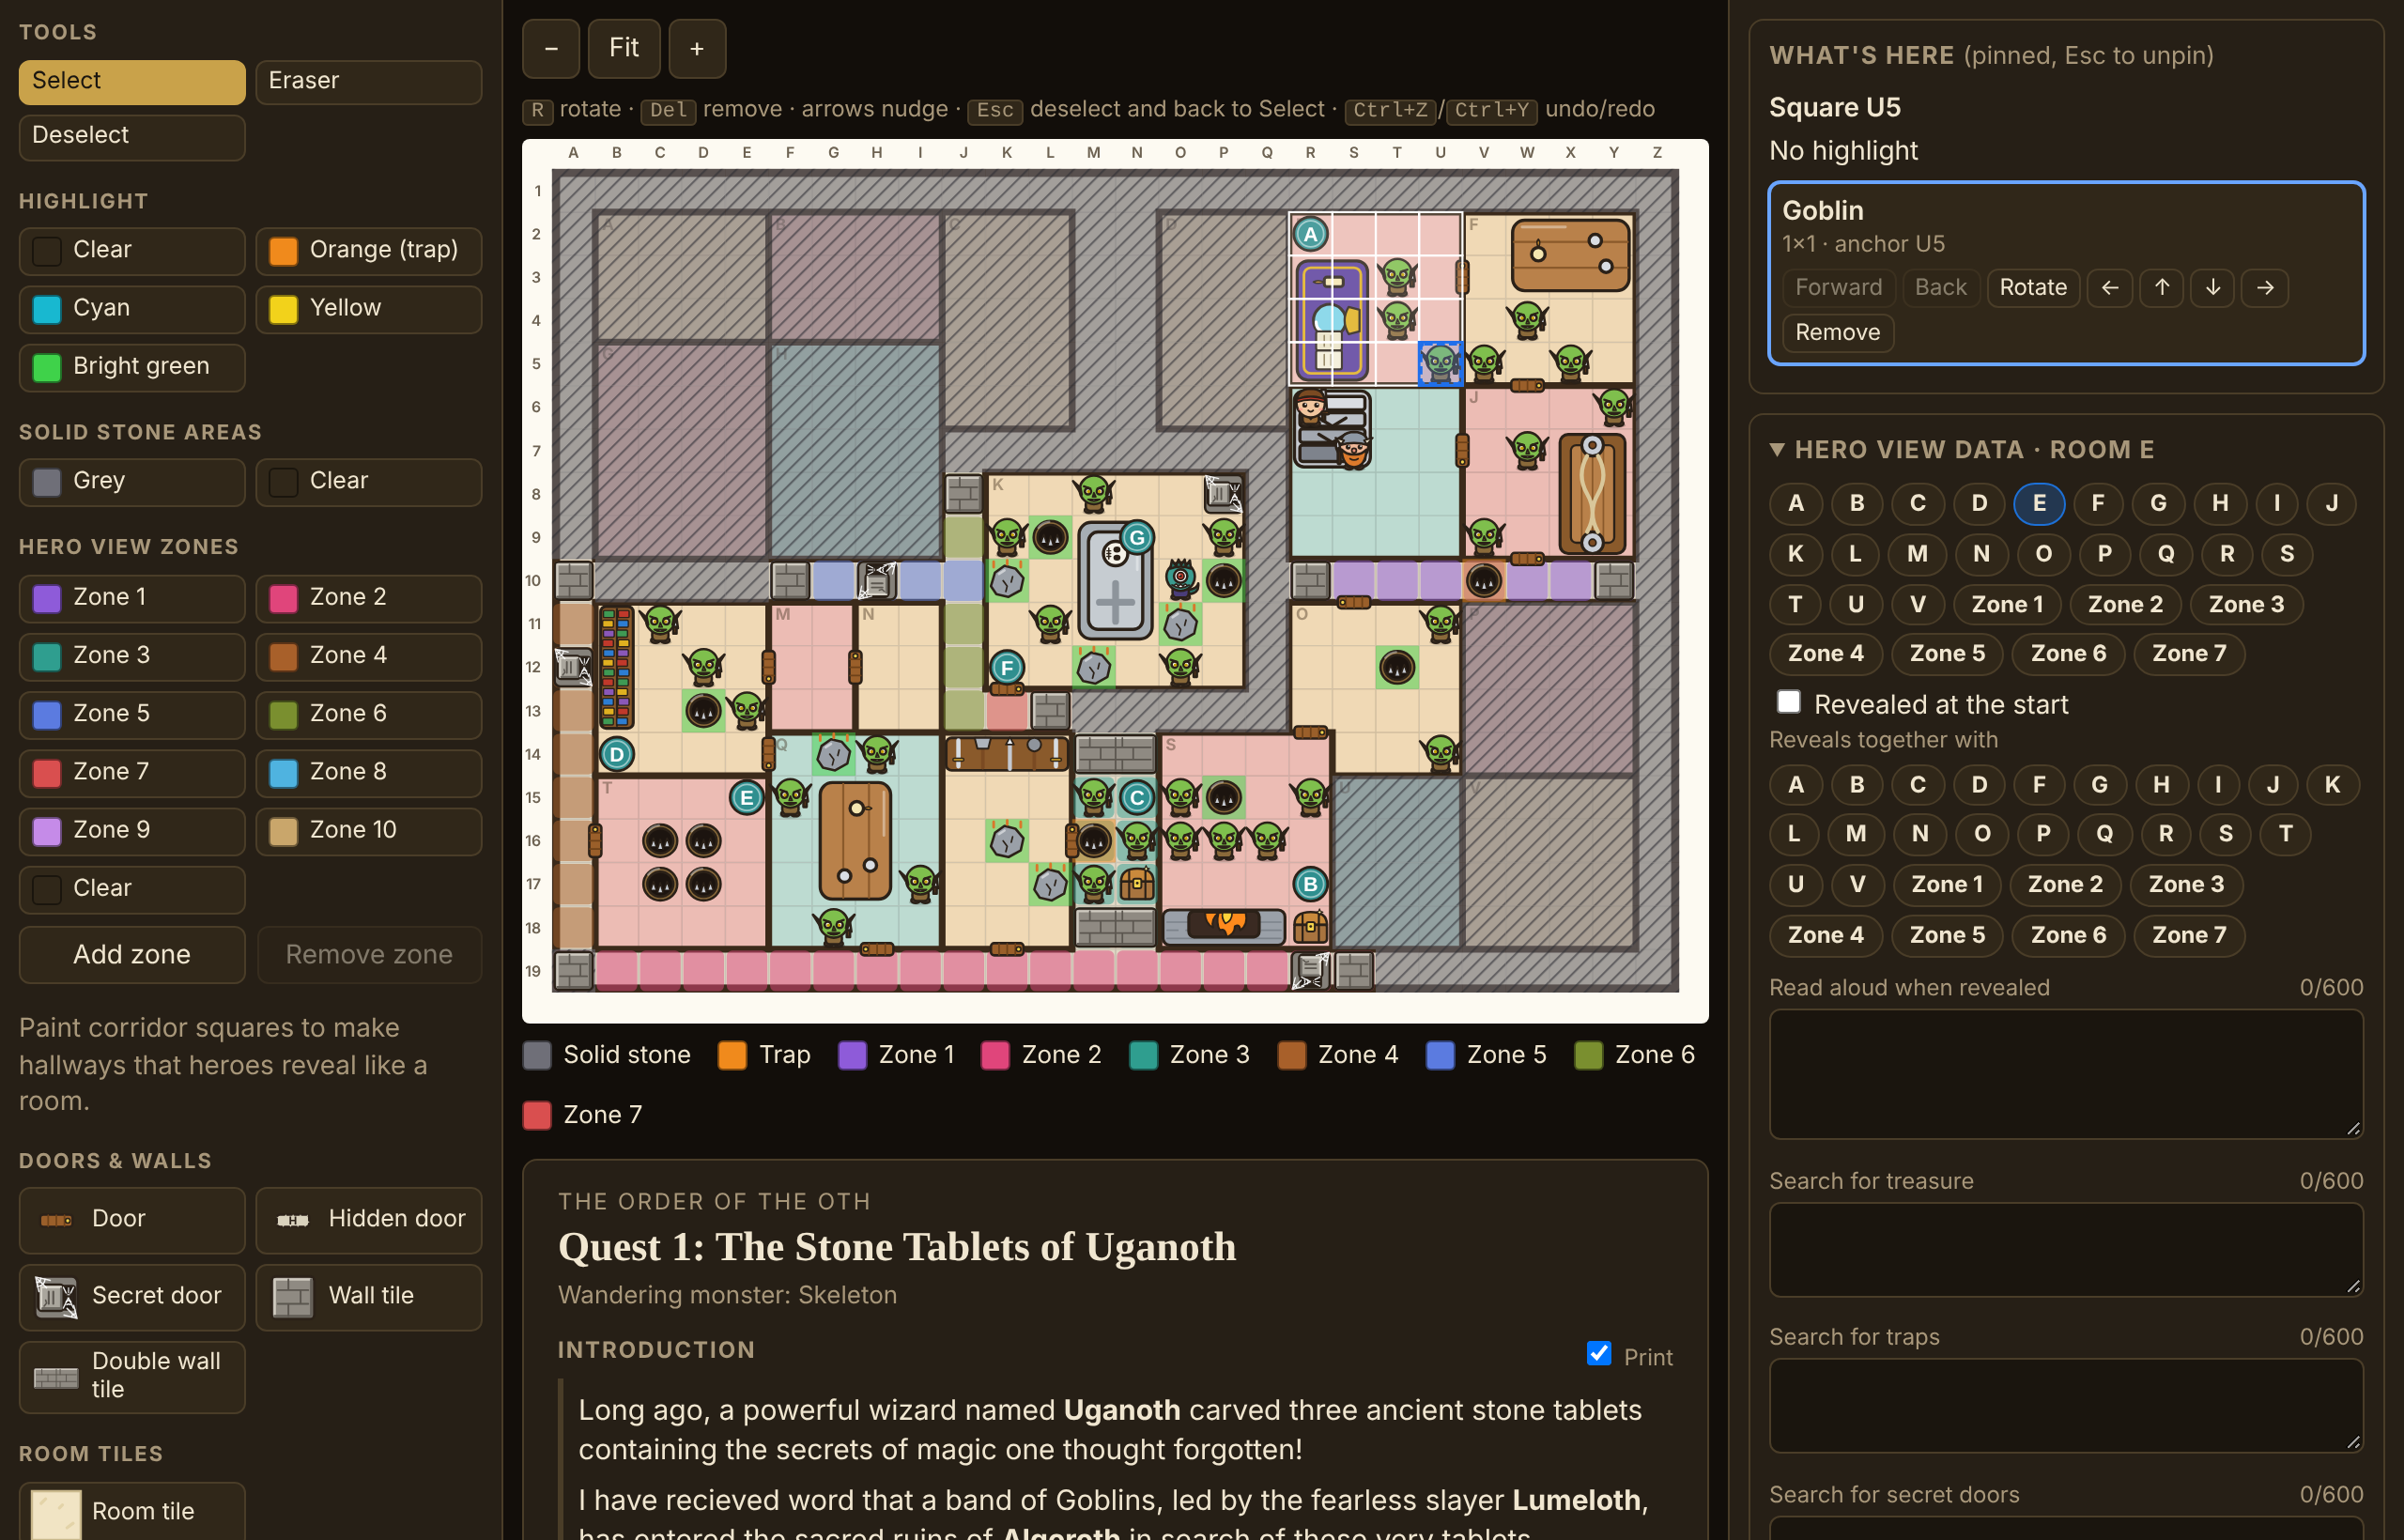 TOOLS
Select
Eraser
Deselect
HIGHLIGHT
Clear
Orange (trap)
Cyan
Yellow
Bright green
SOLID STONE AREAS
Grey
Clear
HERO VIEW ZONES
Zone 1
Zone 2
Zone 3
Zone 4
Zone 5
Zone 6
Zone 7
Zone 8
Zone 9
Zone 10
Clear
Add zone
Remove zone
Paint corridor squares to make
hallways that heroes reveal like a
room.
DOORS & WALLS
Door
Hidden door
Secret door
Wall tile
Double wall
tile
ROOM TILES
Room tile
−
Fit
+
R rotate · Del remove · arrows nudge · Esc deselect and back to Select · Ctrl+Z/Ctrl+Y undo/redo
A B C D E F G H I J K L M N O P Q R S T U V W X Y Z
1
2
3
4
5
6
7
8
9
10
11
12
13
14
15
16
17
18
19
A B C D A F
G H
J
K
G
M N O
F
D Q S
T E C V
B
Solid stone
Trap
Zone 1
Zone 2
Zone 3
Zone 4
Zone 5
Zone 6
Zone 7
THE ORDER OF THE OTH
Quest 1: The Stone Tablets of Uganoth
Wandering monster: Skeleton
INTRODUCTION
Print
Long ago, a powerful wizard named Uganoth carved three ancient stone tablets
containing the secrets of magic one thought forgotten!
I have recieved word that a band of Goblins, led by the fearless slayer Lumeloth,
has entered the sacred ruins of Algoroth in search of these very tablets.
WHAT'S HERE (pinned, Esc to unpin)
Square U5
No highlight
Goblin
1×1 · anchor U5
Forward
Back
Rotate
←
↑
↓
→
Remove
▼ HERO VIEW DATA · ROOM E
A B C D E F G H I J
K L M N O P Q R S
T U V Zone 1 Zone 2 Zone 3
Zone 4 Zone 5 Zone 6 Zone 7
Revealed at the start
Reveals together with
A B C D F G H I J K
L M N O P Q R S T
U V Zone 1 Zone 2 Zone 3
Zone 4 Zone 5 Zone 6 Zone 7
Read aloud when revealed 0/600
Search for treasure 0/600
Search for traps 0/600
Search for secret doors 0/600